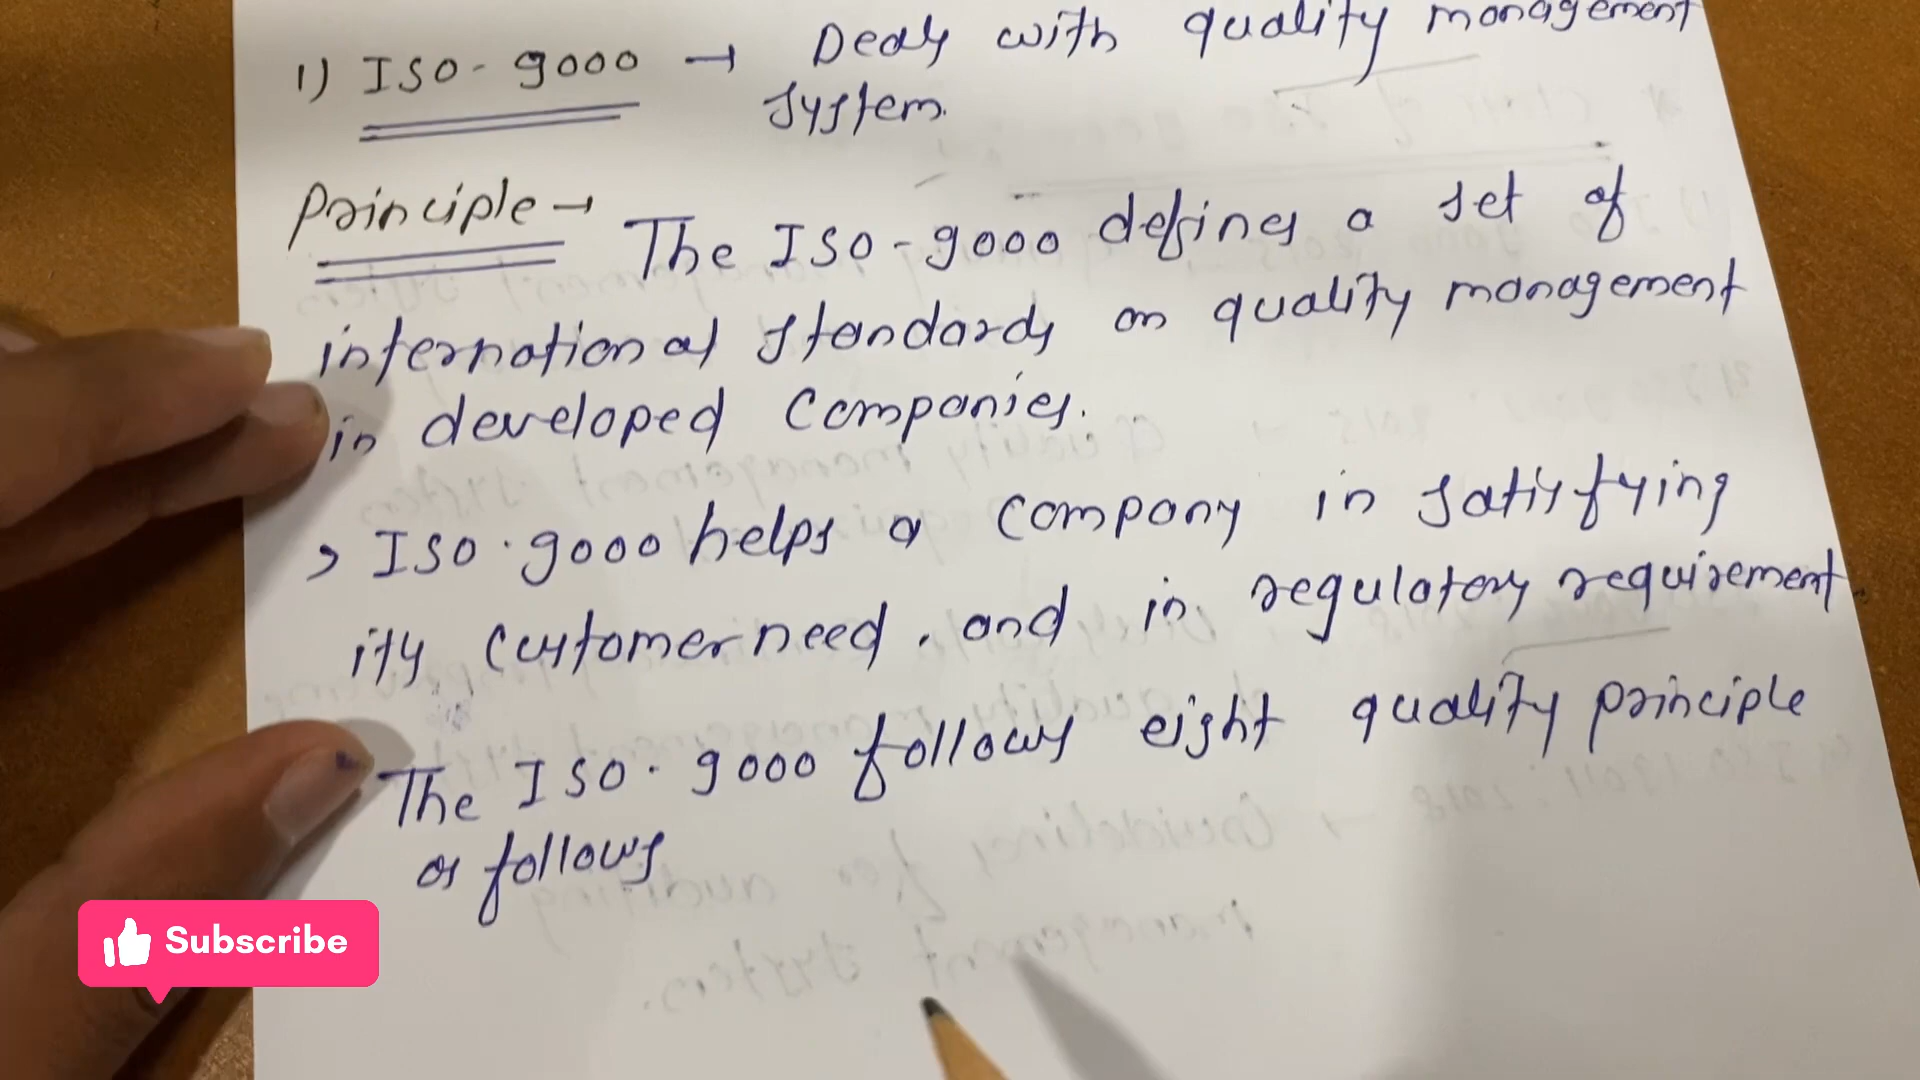 1) ISO-9000 → Deals with quality management
system.
Principle → The ISO-9000 defines a set of
international standards on quality management
in developed companies.
> ISO.9000 helps a company in satisfying
its customer need. and in regulatory requirement
The ISO.9000 follows eight quality principle
as follows
Subscribe